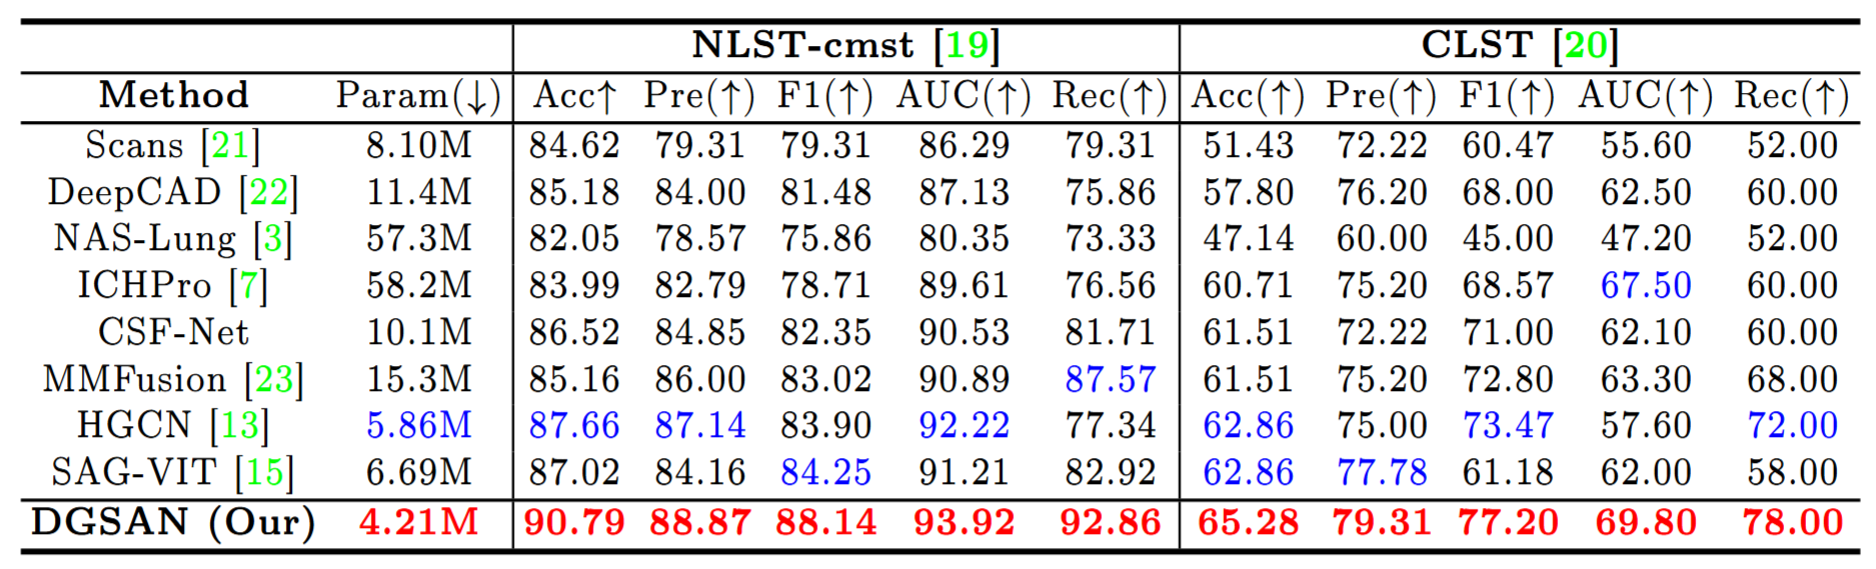 NLST-cmst [19] CLST [20]
Method Param(↓) Acc↑ Pre(↑) F1(↑) AUC(↑) Rec(↑) Acc(↑) Pre(↑) F1(↑) AUC(↑) Rec(↑)
Scans [21] 8.10M 84.62 79.31 79.31 86.29 79.31 51.43 72.22 60.47 55.60 52.00
DeepCAD [22] 11.4M 85.18 84.00 81.48 87.13 75.86 57.80 76.20 68.00 62.50 60.00
NAS-Lung [3] 57.3M 82.05 78.57 75.86 80.35 73.33 47.14 60.00 45.00 47.20 52.00
ICHPro [7] 58.2M 83.99 82.79 78.71 89.61 76.56 60.71 75.20 68.57 67.50 60.00
CSF-Net 10.1M 86.52 84.85 82.35 90.53 81.71 61.51 72.22 71.00 62.10 60.00
MMFusion [23] 15.3M 85.16 86.00 83.02 90.89 87.57 61.51 75.20 72.80 63.30 68.00
HGCN [13] 5.86M 87.66 87.14 83.90 92.22 77.34 62.86 75.00 73.47 57.60 72.00
SAG-VIT [15] 6.69M 87.02 84.16 84.25 91.21 82.92 62.86 77.78 61.18 62.00 58.00
DGSAN (Our) 4.21M 90.79 88.87 88.14 93.92 92.86 65.28 79.31 77.20 69.80 78.00